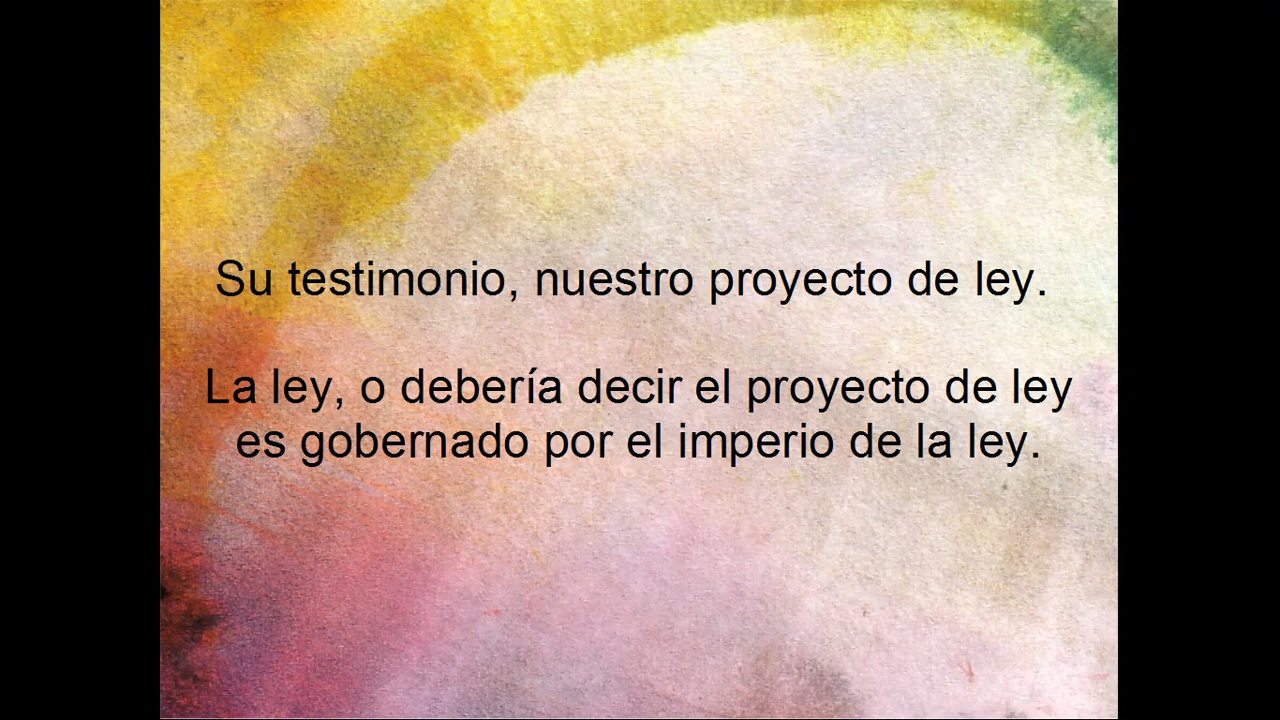 Su testimonio, nuestro proyecto de ley.
La ley, o debería decir el proyecto de ley
es gobernado por el imperio de la ley.